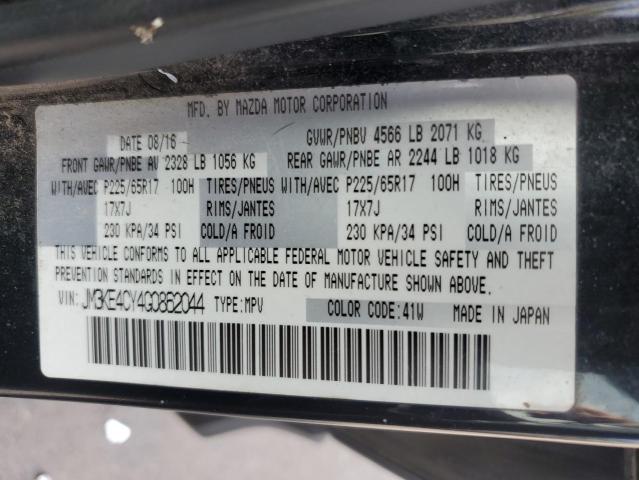 MFD. BY MAZDA MOTOR CORPORATION
DATE 08/16 GVWR/PNBV 4566 LB 2071 KG
FRONT GAWR/PNBE AV 2328 LB 1056 KG REAR GAWR/PNBE AR 2244 LB 1018 KG
WITH/AVEC P225/65R17 100H TIRES/PNEUS WITH/AVEC P225/65R17 100H TIRES/PNEUS
17X7J RIMS/JANTES 17X7J RIMS/JANTES
230 KPA/34 PSI COLD/A FROID 230 KPA/34 PSI COLD/A FROID
THIS VEHICLE CONFORMS TO ALL APPLICABLE FEDERAL MOTOR VEHICLE SAFETY AND THEFT
PREVENTION STANDARDS IN EFFECT ON THE DATE OF MANUFACTURE SHOWN ABOVE.
VIN: JM3KE4CY4G0862044 TYPE:MPV COLOR CODE:41W MADE IN JAPAN